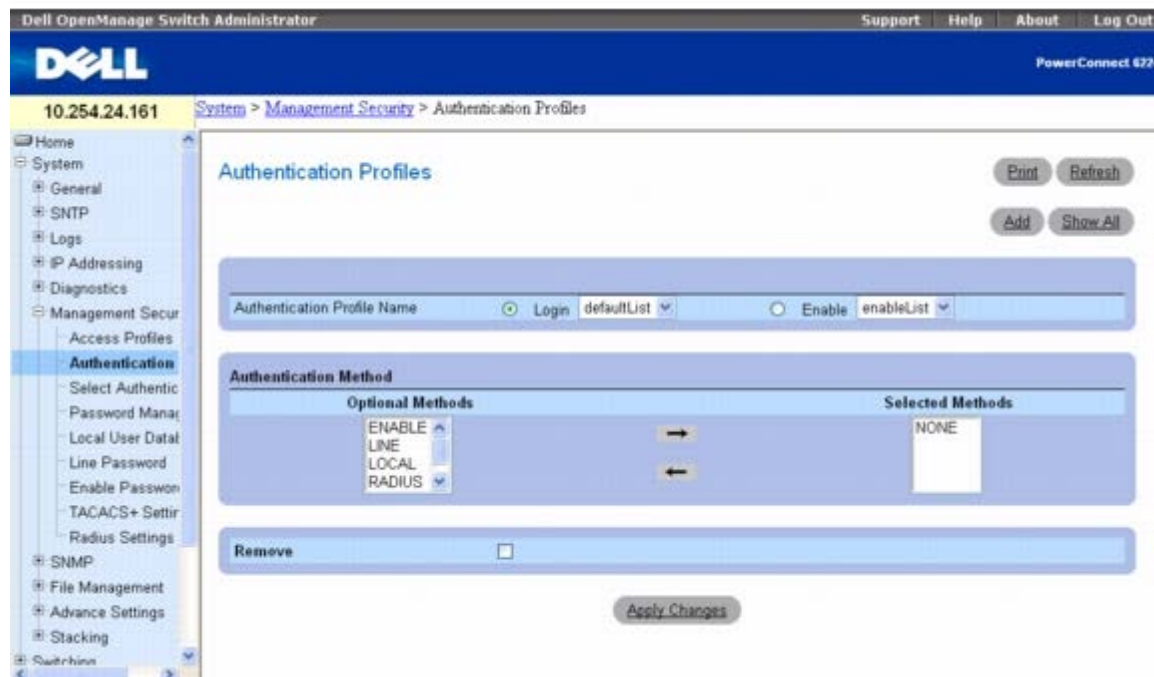 Dell OpenManage Switch Administrator
Support Help About Log Out
DELL
PowerConnect 622
10.254.24.161
System > Management Security > Authentication Profiles
Home
System
General
SNTP
Logs
IP Addressing
Diagnostics
Management Secur
Access Profiles
Authentication
Select Authentic
Password Manag
Local User Datab
Line Password
Enable Passwor
TACACS+ Settin
Radius Settings
SNMP
File Management
Advance Settings
Stacking
Switching
Authentication Profiles
Print Refresh
Add Show All
Authentication Profile Name Login defaultList Enable enableList
Authentication Method
Optional Methods Selected Methods
ENABLE NONE
LINE
LOCAL
RADIUS
Remove
Apply Changes